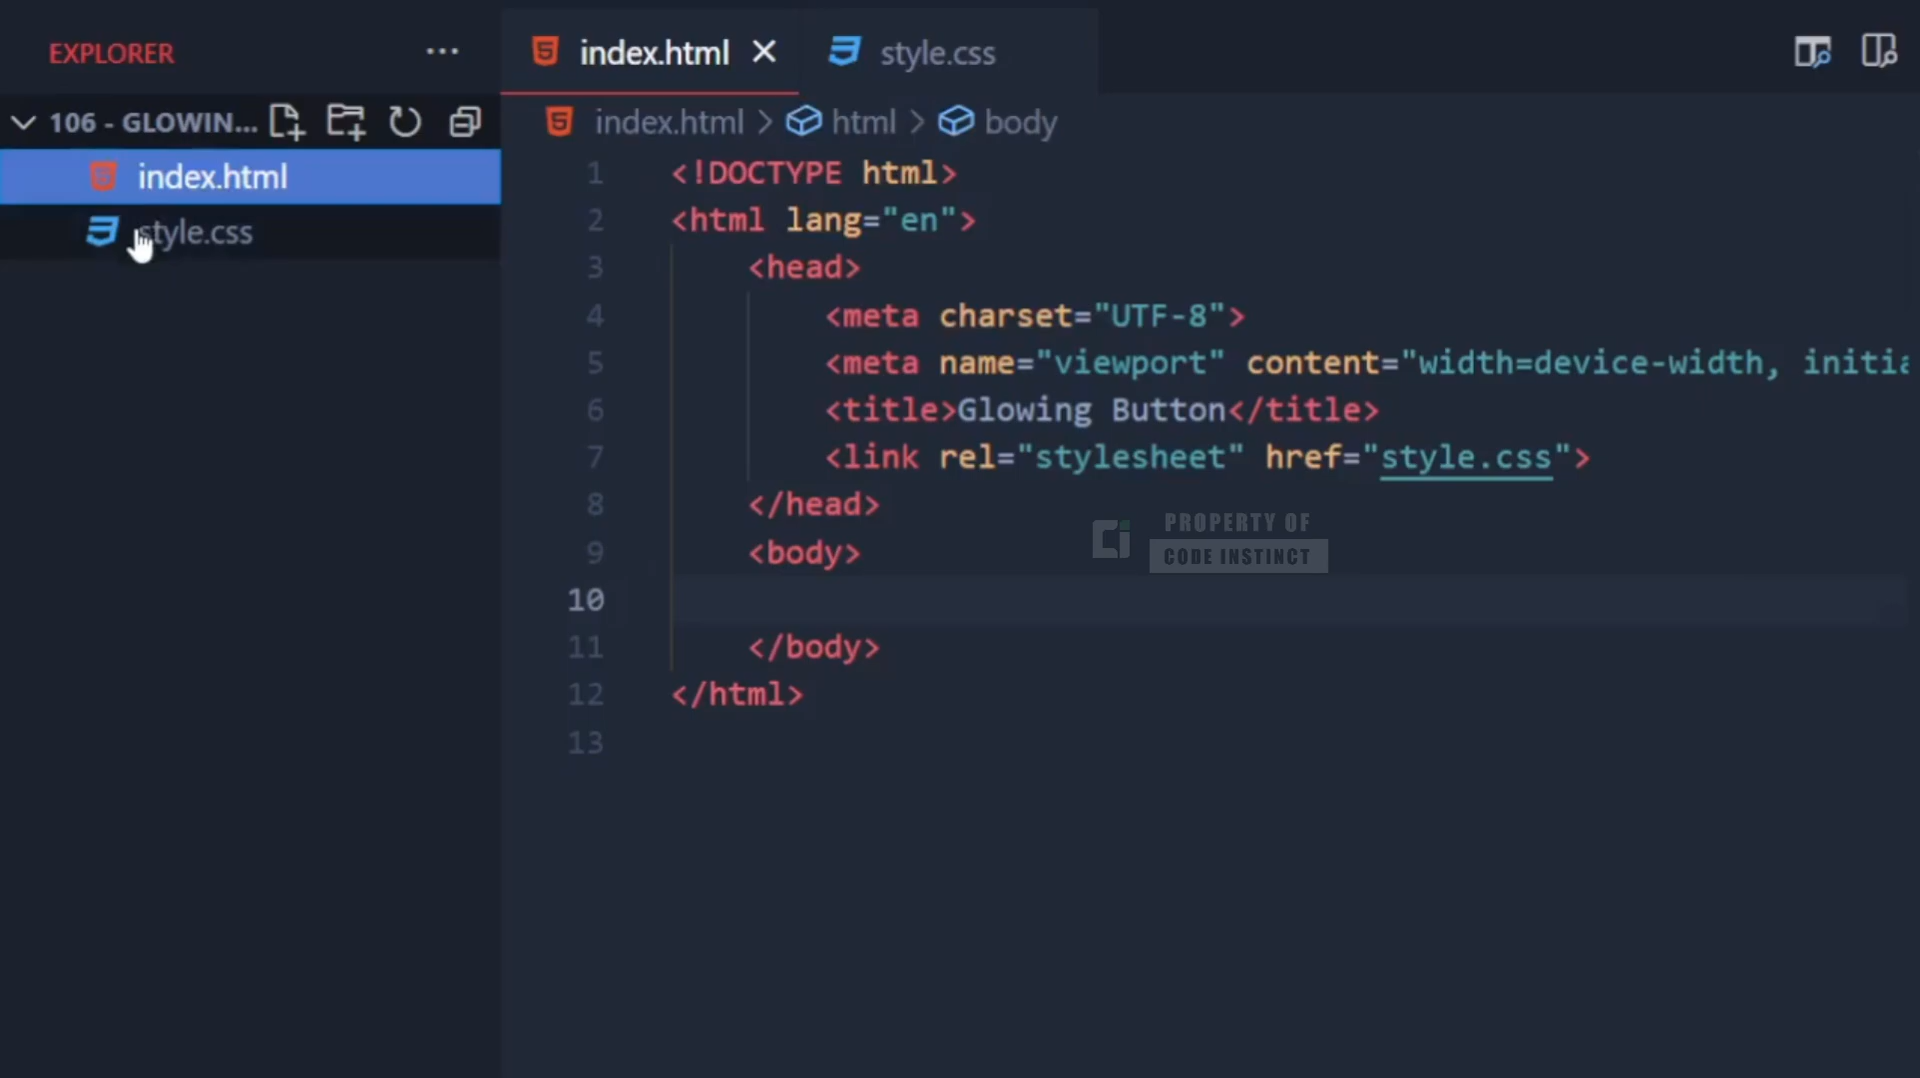 EXPLORER
106 - GLOWIN...
index.html
style.css
index.html
style.css
index.html > html > body
1 <!DOCTYPE html>
2 <html lang="en">
3 <head>
4 <meta charset="UTF-8">
5 <meta name="viewport" content="width=device-width, initia
6 <title>Glowing Button</title>
7 <link rel="stylesheet" href="style.css">
8 </head>
9 <body>
10
11 </body>
12 </html>
13
PROPERTY OF
CODE INSTINCT